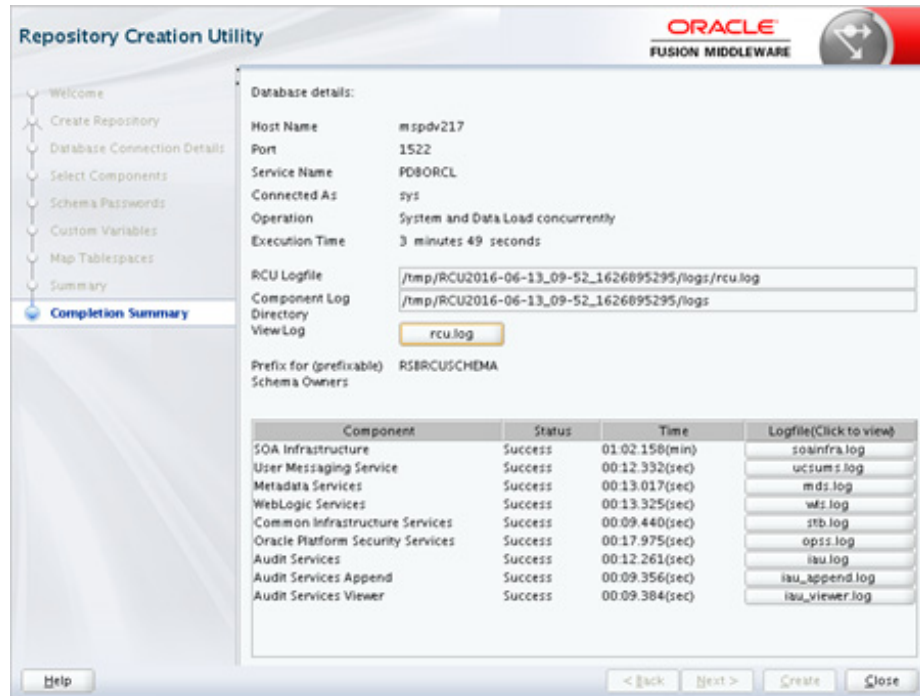 Repository Creation Utility
ORACLE
FUSION MIDDLEWARE
Welcome
Create Repository
Database Connection Details
Select Components
Schema Passwords
Custom Variables
Map Tablespaces
Summary
Completion Summary
Database details:
Host Name mspdv217
Port 1522
Service Name PDBORCL
Connected As sys
Operation System and Data Load concurrently
Execution Time 3 minutes 49 seconds
RCU Logfile /tmp/RCU2016-06-13_09-52_1626895295/logs/rcu.log
Component Log Directory /tmp/RCU2016-06-13_09-52_1626895295/logs
View Log rcu.log
Prefix for (prefixable) Schema Owners RSBRCUSCHEMA
Component Status Time Logfile(Click to view)
SOA Infrastructure Success 01:02.158(min) soainfra.log
User Messaging Service Success 00:12.332(sec) ucsums.log
Metadata Services Success 00:13.017(sec) mds.log
WebLogic Services Success 00:13.325(sec) wls.log
Common Infrastructure Services Success 00:09.440(sec) stb.log
Oracle Platform Security Services Success 00:17.975(sec) opss.log
Audit Services Success 00:12.261(sec) iau.log
Audit Services Append Success 00:09.356(sec) iau_append.log
Audit Services Viewer Success 00:09.384(sec) iau_viewer.log
Help
< Back
Next >
Create
Close